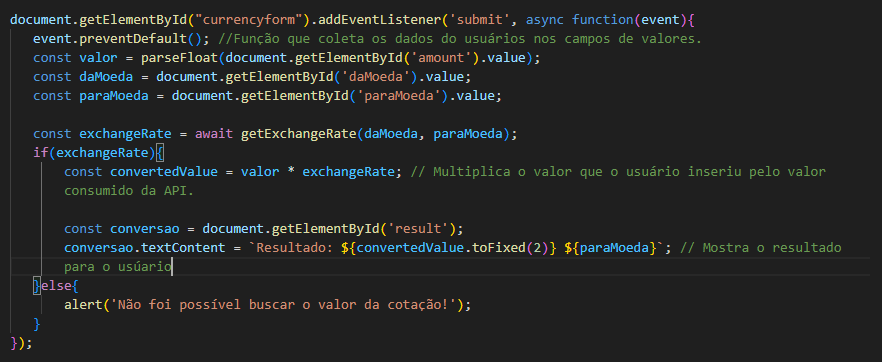 document.getElementById("currencyform").addEventListener('submit', async function(event){
event.preventDefault(); //Função que coleta os dados do usuários nos campos de valores.
const valor = parseFloat(document.getElementById('amount').value);
const daMoeda = document.getElementById('daMoeda').value;
const paraMoeda = document.getElementById('paraMoeda').value;
const exchangeRate = await getExchangeRate(daMoeda, paraMoeda);
if(exchangeRate){
const convertedValue = valor * exchangeRate; // Multiplica o valor que o usuário inseriu pelo valor
consumido da API.
const conversao = document.getElementById('result');
conversao.textContent = `Resultado: ${convertedValue.toFixed(2)} ${paraMoeda}`; // Mostra o resultado
para o usúario
}else{
alert('Não foi possível buscar o valor da cotação!');
}
});